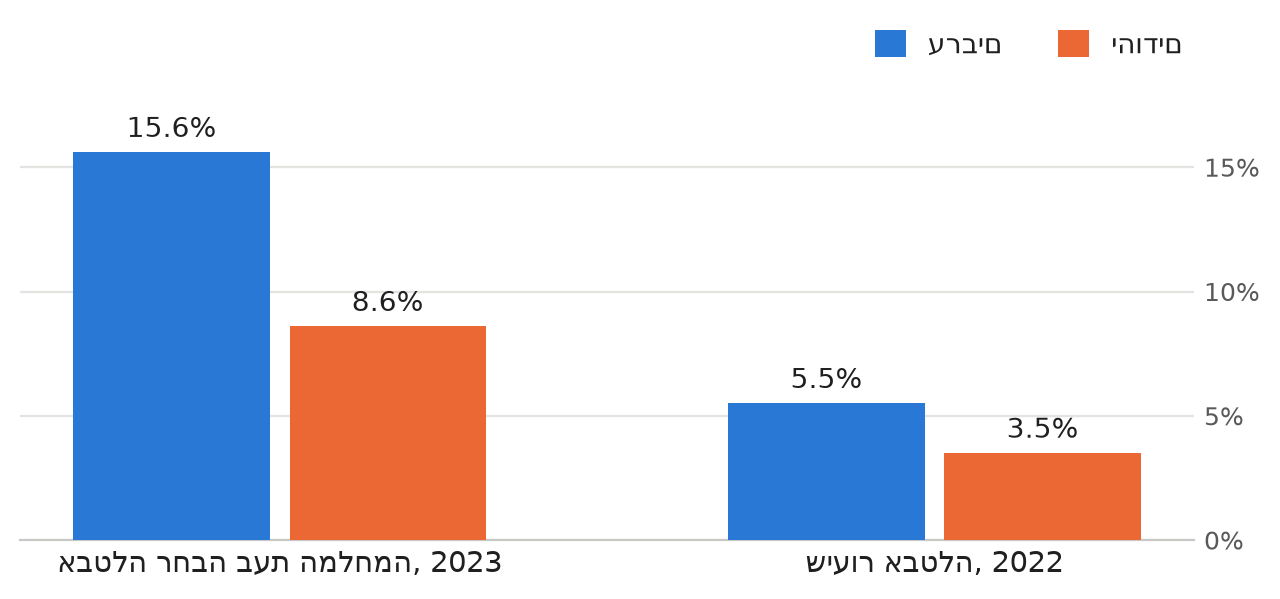 ערבים
יהודים
15.6%
8.6%
5.5%
3.5%
15%
10%
5%
0%
אבטלה רחבה בעת המלחמה, 2023
שיעור אבטלה, 2022